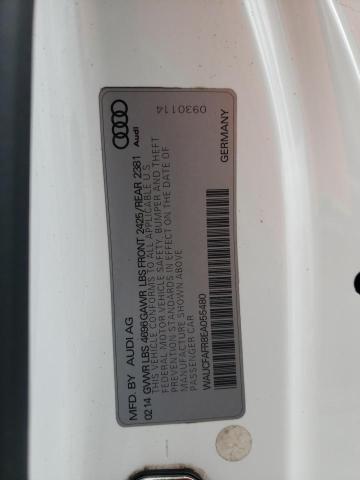 MFD. BY AUDI AG
Audi
02 14 GVWR LBS 4696 GAWR LBS FRONT 2425/REAR 2381
THIS VEHICLE CONFORMS TO ALL APPLICABLE U.S.
FEDERAL MOTOR VEHICLE SAFETY, BUMPER AND THEFT
PREVENTION STANDARDS IN EFFECT ON THE DATE OF
MANUFACTURE SHOWN ABOVE.
PASSENGER CAR
0930114
WAUCFAFR8EA055480
GERMANY